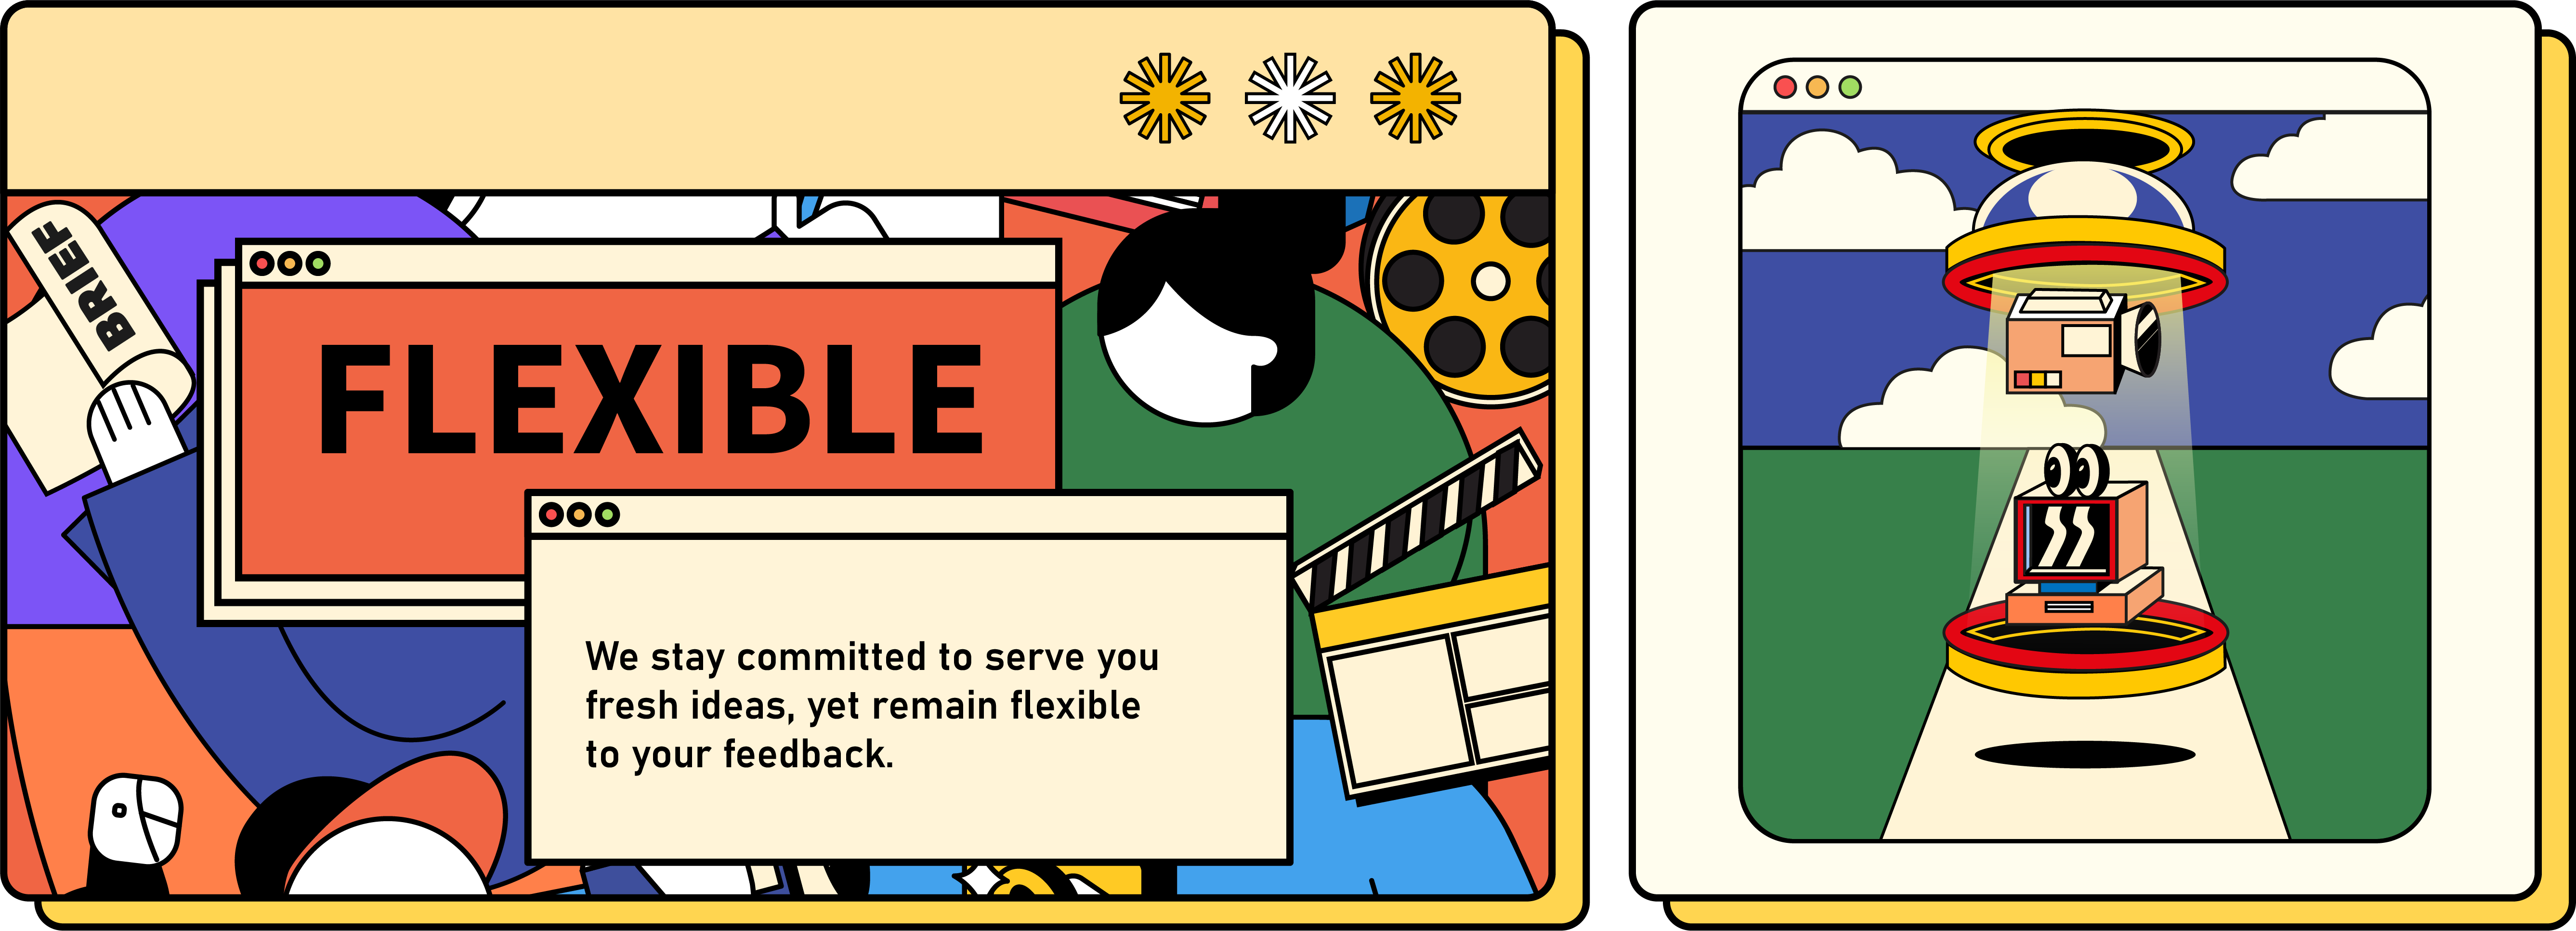 BRIEF
FLEXIBLE
We stay committed to serve you
fresh ideas, yet remain flexible
to your feedback.